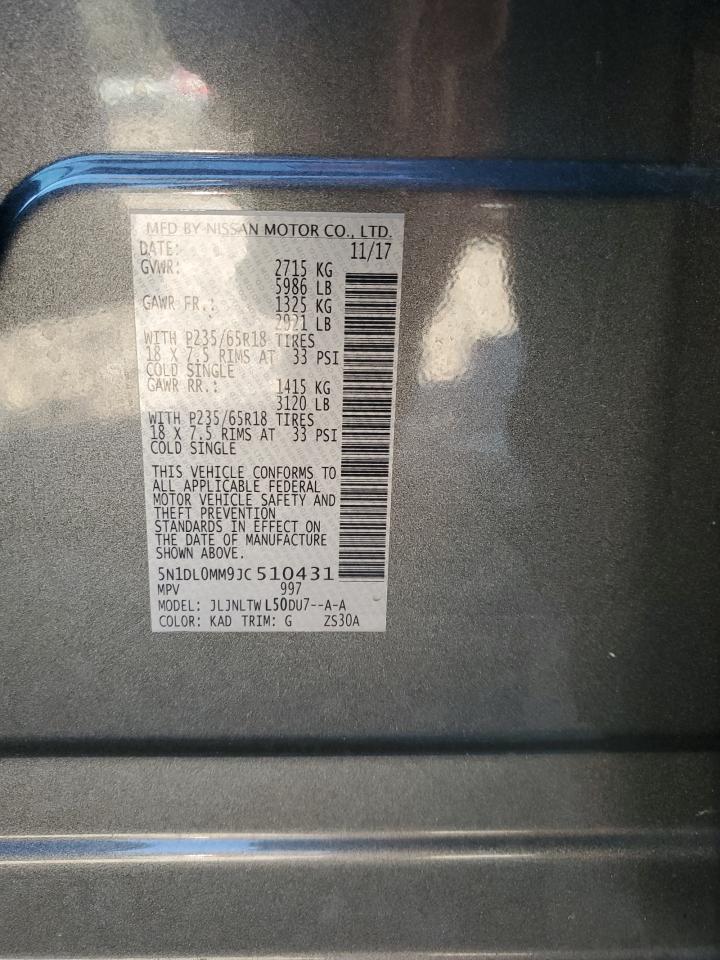 MFD BY NISSAN MOTOR CO., LTD.
DATE: 11/17
GVWR: 2715 KG
5986 LB
GAWR FR.: 1325 KG
2921 LB
WITH P235/65R18 TIRES
18 X 7.5 RIMS AT 33 PSI
COLD SINGLE
GAWR RR.: 1415 KG
3120 LB
WITH P235/65R18 TIRES
18 X 7.5 RIMS AT 33 PSI
COLD SINGLE
THIS VEHICLE CONFORMS TO
ALL APPLICABLE FEDERAL
MOTOR VEHICLE SAFETY AND
THEFT PREVENTION
STANDARDS IN EFFECT ON
THE DATE OF MANUFACTURE
SHOWN ABOVE.
5N1DL0MM9JC510431
MPV 997
MODEL: JLJNLTWL50DU7--A-A
COLOR: KAD TRIM: G ZS30A